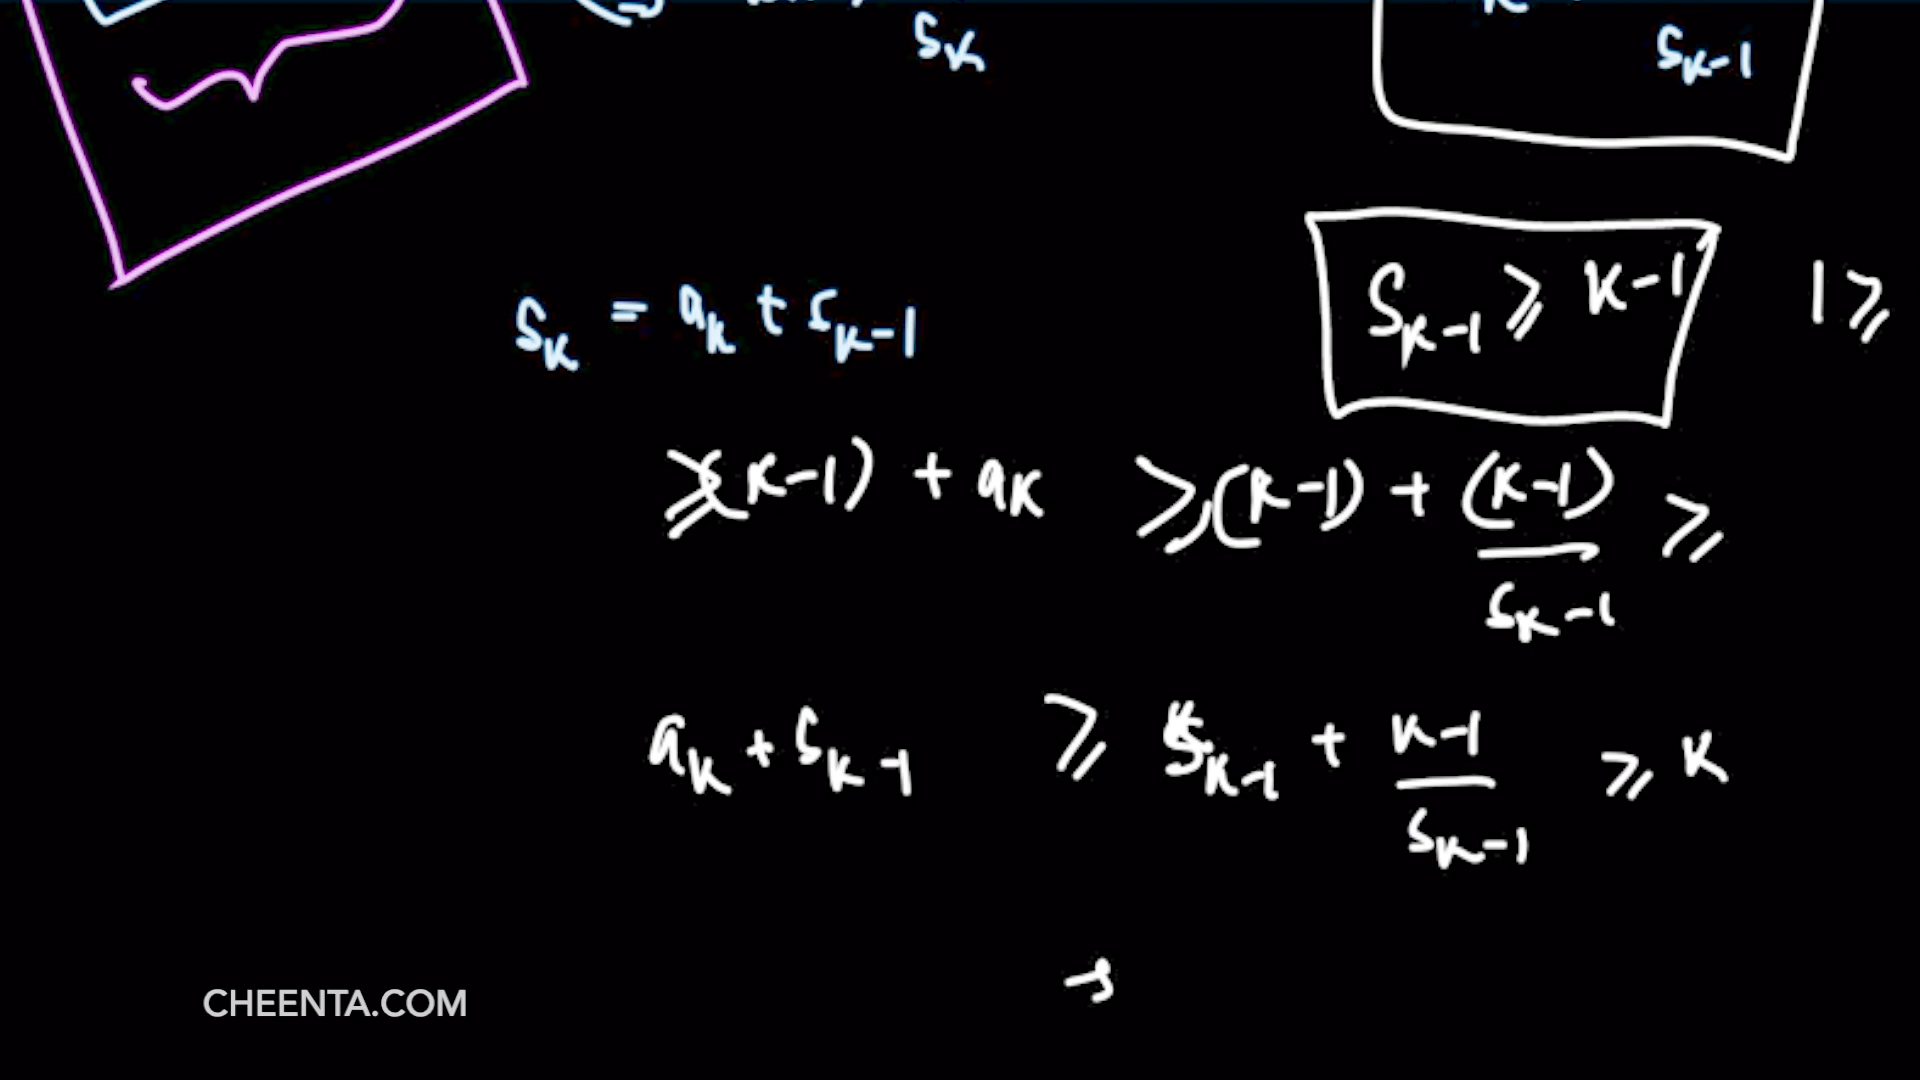 S_k
S_{k-1}
S_k = a_k + S_{k-1}
S_{k-1} ≥ k-1
1 ≥
≥ (k-1) + a_k ≥ (k-1) + (k-1)/S_{k-1} ≥
a_k + S_{k-1} ≥ S_{k-1} + k-1/S_{k-1} ≥ k
CHEENTA.COM